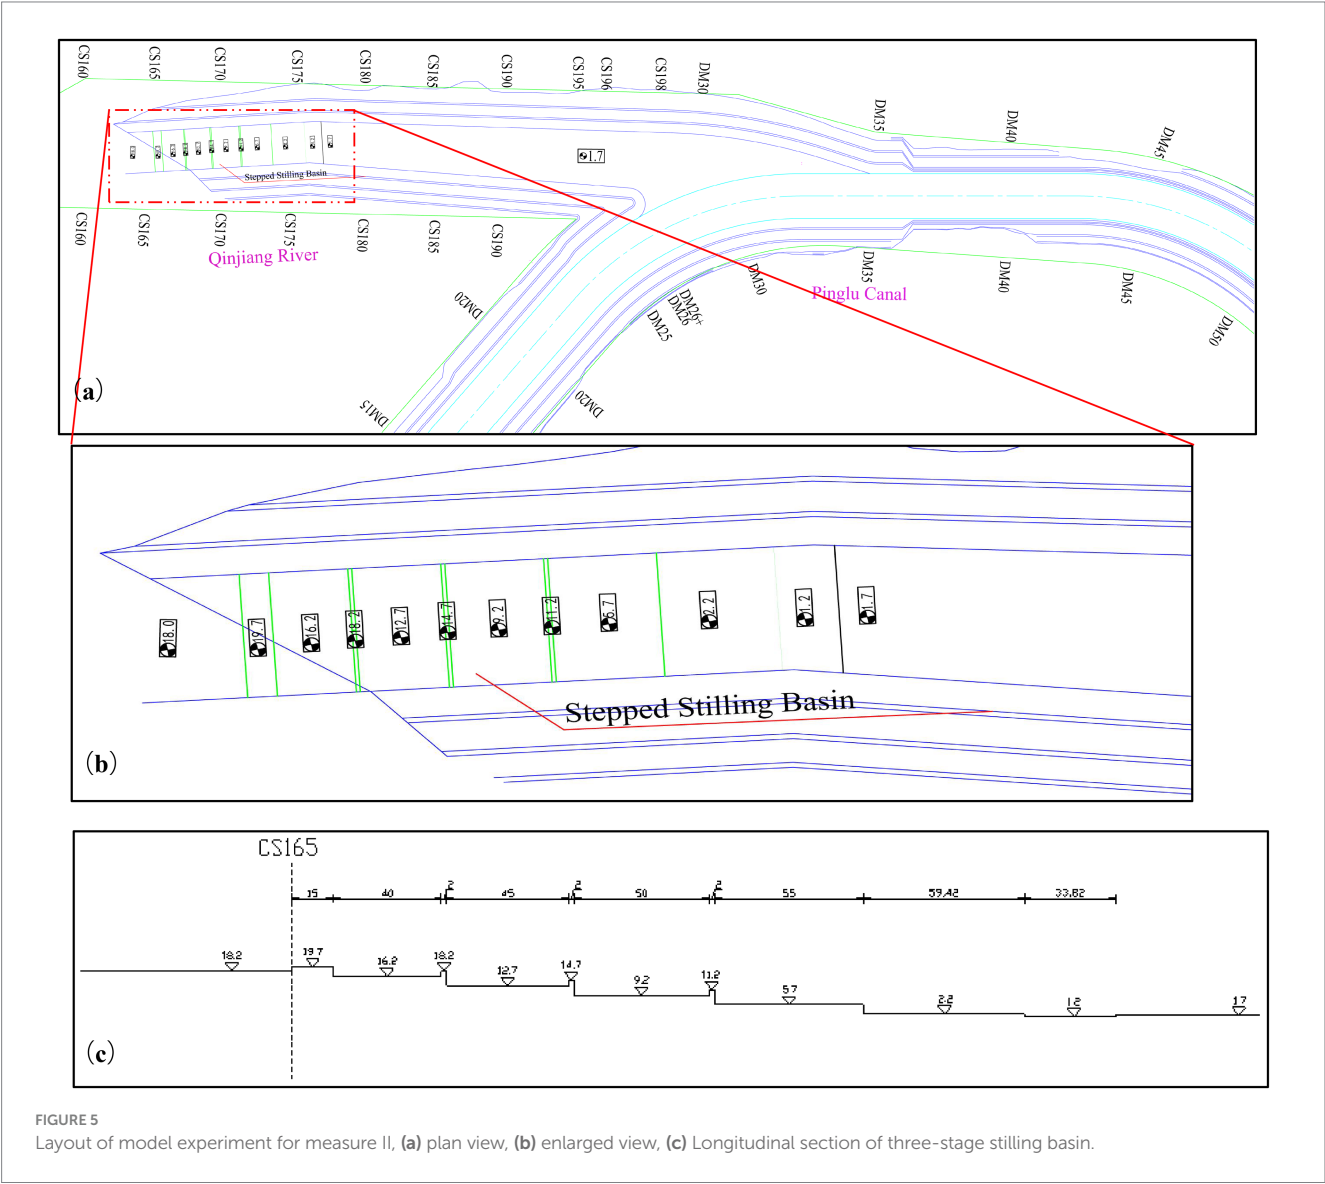 CS160
CS165
CS170
CS175
CS180
CS185
CS190
CS195
CS196
CS198
DM30
DM35
DM40
DM45
1.7
Stepped Stilling Basin
CS160
CS165
CS170
CS175
CS180
CS185
CS190
Qinjiang River
DM20
DM15
DM20
DM25
DM26
DM26+
DM30
DM35
DM40
DM45
DM50
Pinglu Canal
(a)
18.0
19.7
16.2
18.2
12.7
14.7
9.2
11.2
5.7
2.2
1.2
1.7
Stepped Stilling Basin
(b)
CS165
15 40 2 45 2 50 2 55 59.42 33.82
18.2 19.7 16.2 18.2 12.7 14.7 9.2 11.2 5.7 2.2 1.2 1.7
(c)
FIGURE 5
Layout of model experiment for measure II, (a) plan view, (b) enlarged view, (c) Longitudinal section of three-stage stilling basin.